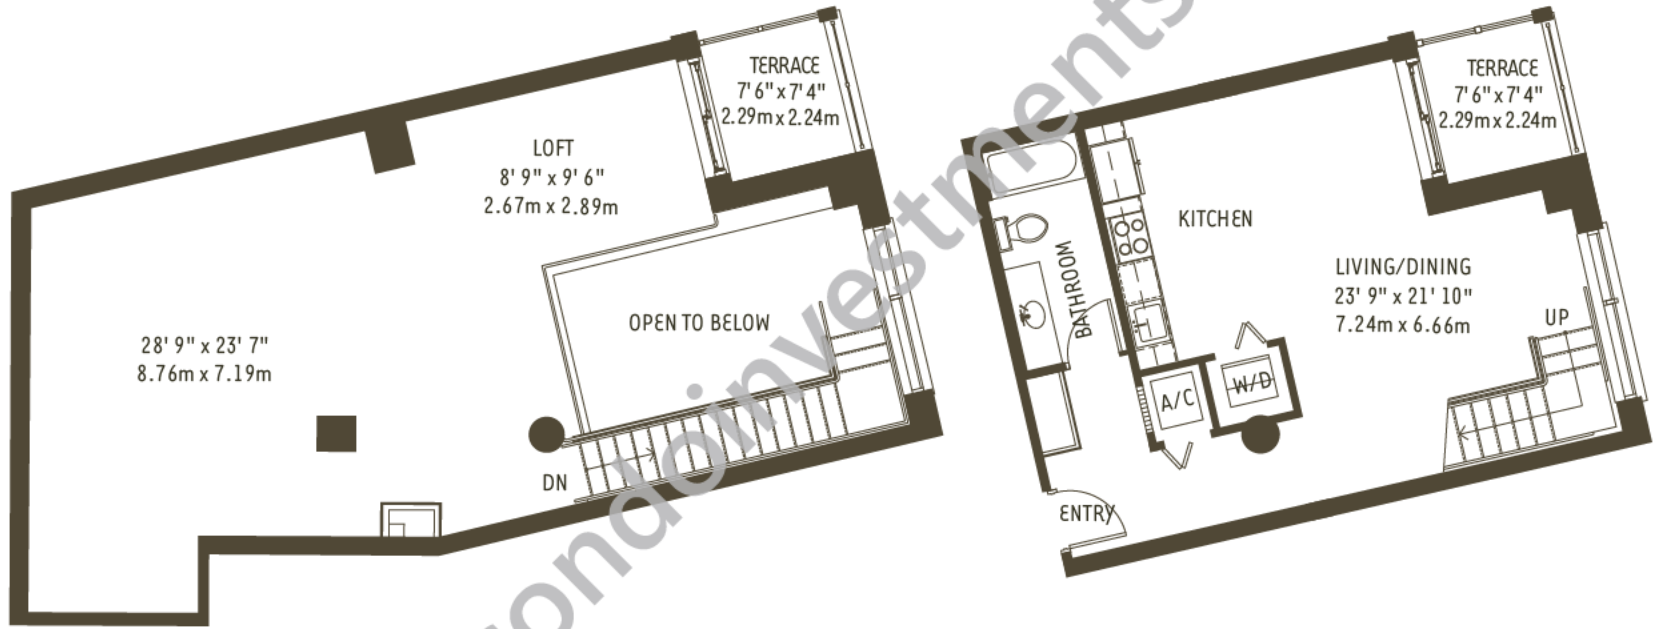 TERRACE
7' 6" x 7' 4"
2.29m x 2.24m
LOFT
8' 9" x 9' 6"
2.67m x 2.89m
OPEN TO BELOW
28' 9" x 23' 7"
8.76m x 7.19m
DN
TERRACE
7' 6" x 7' 4"
2.29m x 2.24m
KITCHEN
BATHROOM
LIVING/DINING
23' 9" x 21' 10"
7.24m x 6.66m
UP
A/C
W/D
ENTRY
condoinvestments